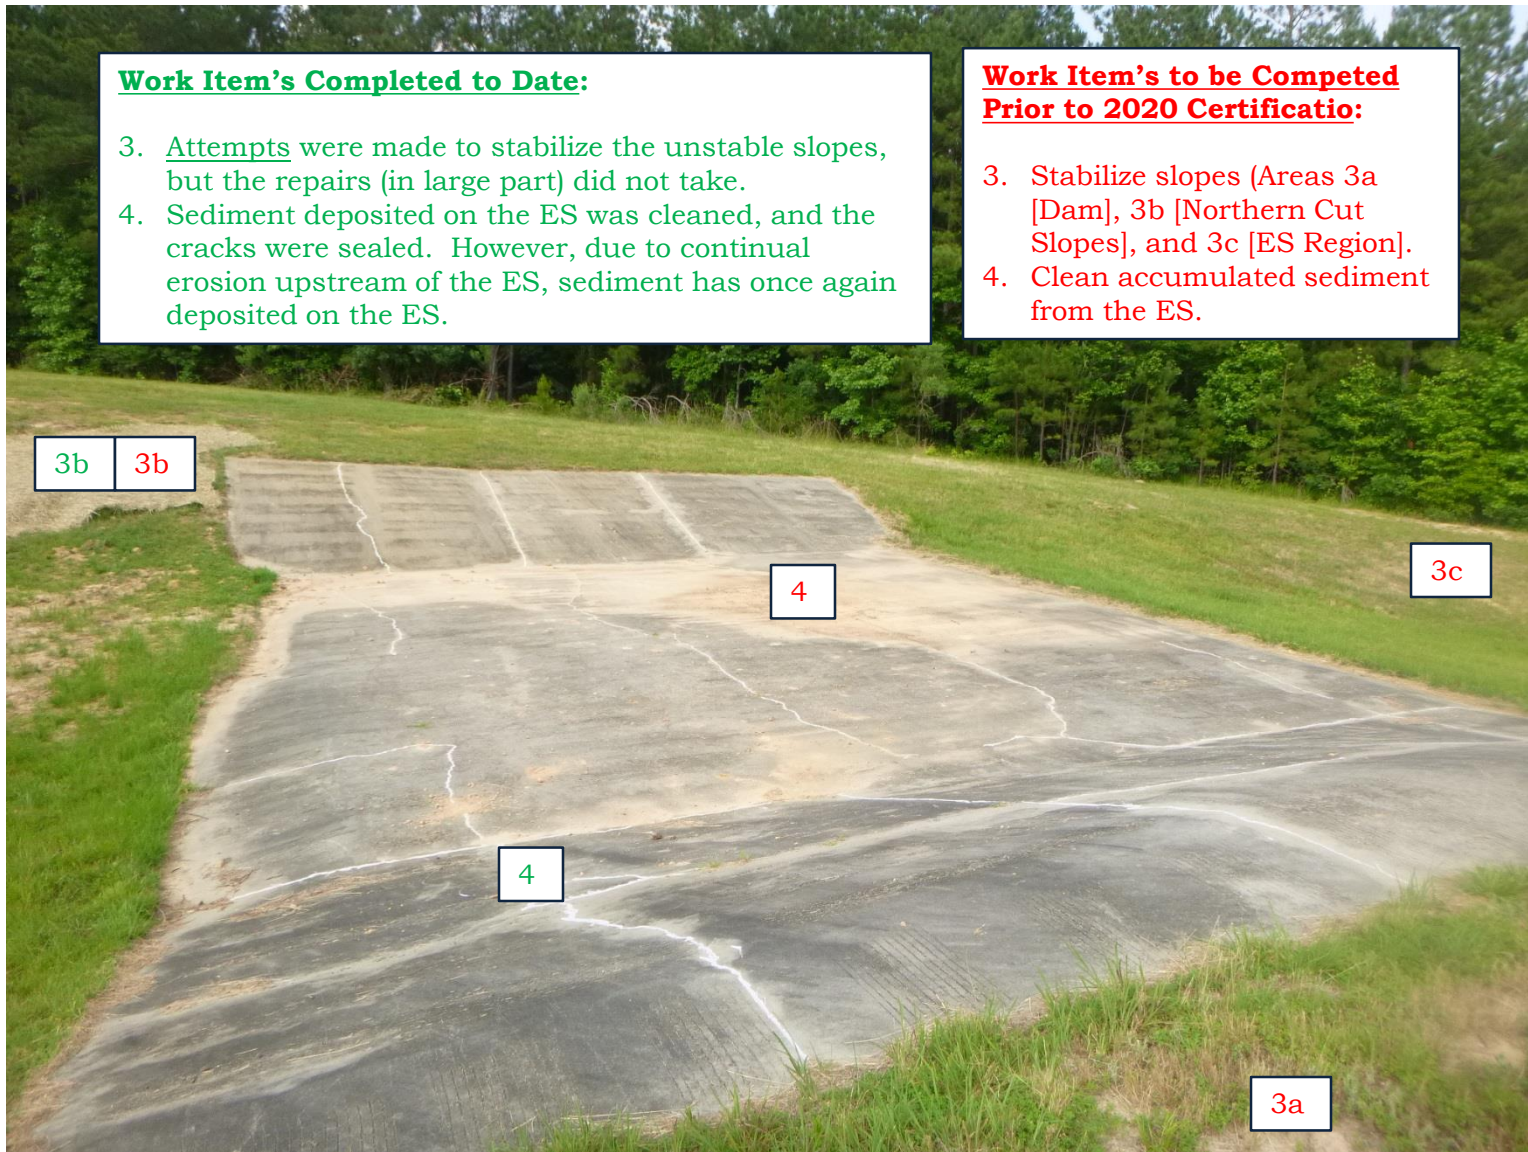 Work Item's Completed to Date:
3. Attempts were made to stabilize the unstable slopes,
but the repairs (in large part) did not take.
4. Sediment deposited on the ES was cleaned, and the
cracks were sealed.  However, due to continual
erosion upstream of the ES, sediment has once again
deposited on the ES.
Work Item's to be Competed
Prior to 2020 Certificatio:
3. Stabilize slopes (Areas 3a
[Dam], 3b [Northern Cut
Slopes], and 3c [ES Region].
4. Clean accumulated sediment
from the ES.
3b 3b
3c
4
4
3a